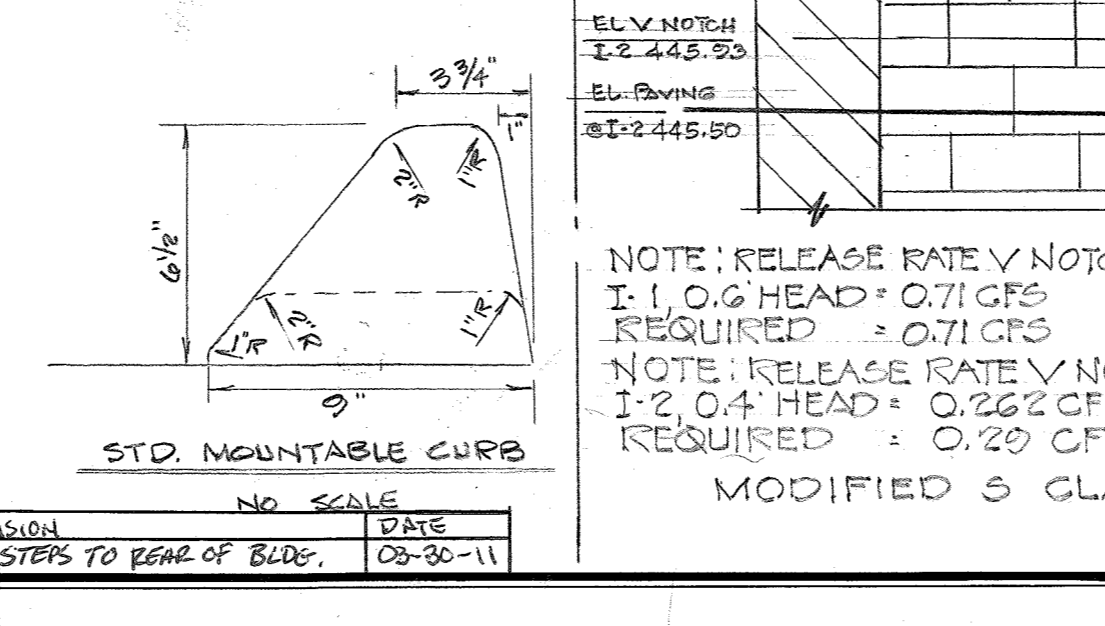 3 3/4"
1"
2"R
1"R
6 1/2"
2"R
1"R
1"R
9"
STD. MOUNTABLE CURB
NO SCALE
SION DATE
STEPS TO REAR OF BLDG. 03-30-11
EL V NOTCH
I-2 445.93
EL. PAVING
@I-2 445.50
NOTE: RELEASE RATE V NOTC
I-1, 0.6' HEAD = 0.71 CFS
REQUIRED = 0.71 CFS
NOTE: RELEASE RATE V N
I-2, 0.4' HEAD = 0.262 CF
REQUIRED = 0.29 CF
MODIFIED S CL